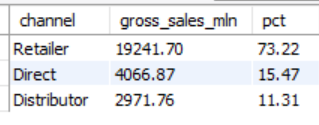 channel gross_sales_mln pct
Retailer 19241.70 73.22
Direct 4066.87 15.47
Distributor 2971.76 11.31